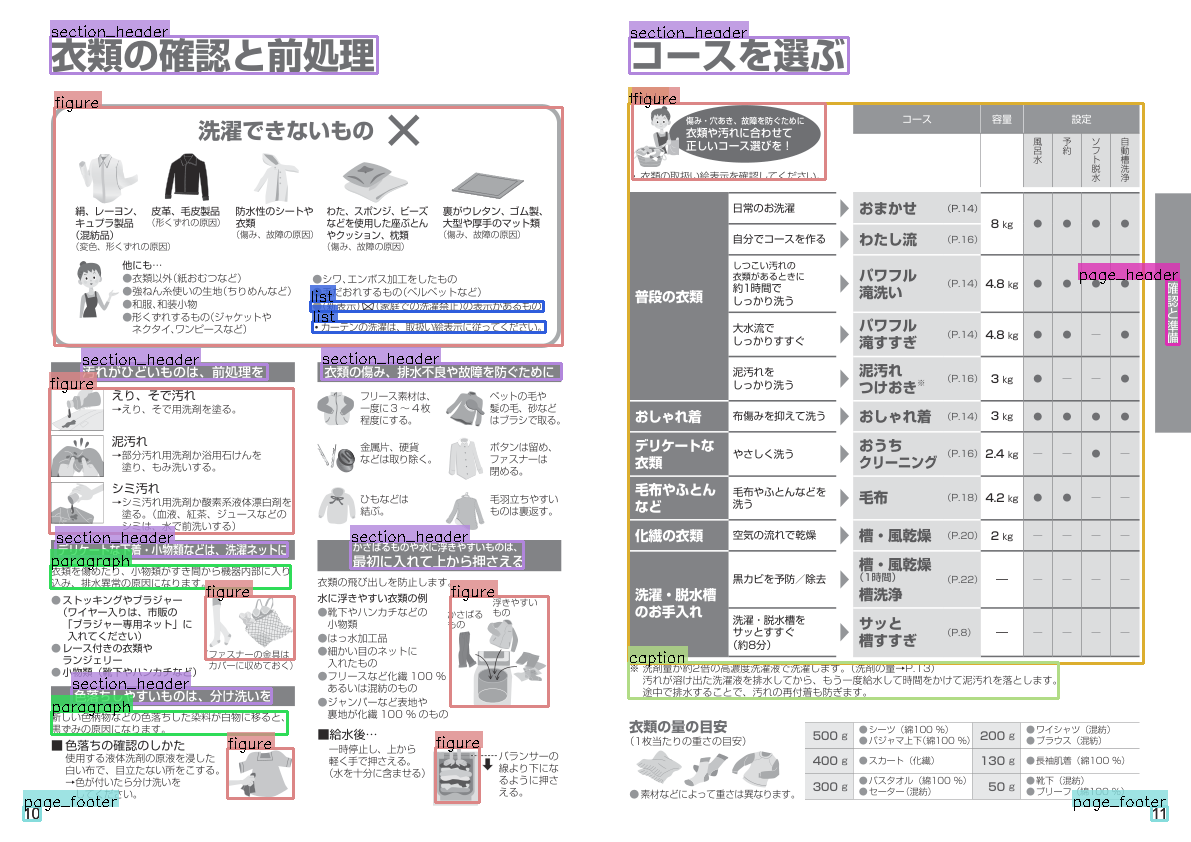 section_header
衣類の確認と前処理
figure
洗濯できないもの
絹、レーヨン、
キュプラ製品
(混紡品)
(変色、形くずれの原因)
皮革、毛皮製品
(形くずれの原因)
防水性のシートや
衣類
(傷み、故障の原因)
わた、スポンジ、ビーズ
などを使用した座ぶとん
やクッション、枕類
(傷み、故障の原因)
裏がウレタン、ゴム製、
大型や厚手のマット類
(傷み、故障の原因)
他にも…
●衣類以外(紙おむつなど)
●強ねん糸使いの生地(ちりめんなど)
●和服、和装小物
●形くずれするもの(ジャケットや
ネクタイ、ワンピースなど)
●シワ、エンボス加工をしたもの
だおれするもの(ベルベットなど)
list
(家庭での洗濯禁止)の表示があるもの
list
・カーテンの洗濯は、取扱い絵表示に従ってください。
section_header
汚れがひどいものは、前処理を
figure
えり、そで汚れ
→えり、そで用洗剤を塗る。
泥汚れ
→部分汚れ用洗剤か浴用石けんを
塗り、もみ洗いする。
シミ汚れ
→シミ汚れ用洗剤か酸素系液体漂白剤を
塗る。(血液、紅茶、ジュースなどの
シミは、水で前洗いする)
section_header
デリケートな下着・小物類などは、洗濯ネットに
paragraph
衣類を傷めたり、小物類がすき間から機器内部に入り
込み、排水異常の原因になります。
●ストッキングやブラジャー
(ワイヤー入りは、市販の
「ブラジャー専用ネット」に
入れてください)
●レース付きの衣類や
ランジェリー
●小物類(靴下やハンカチなど)
figure
(ファスナーの金具は
カバーに収めておく)
section_header
色落ちしやすいものは、分け洗いを
paragraph
新しい色柄物などの色落ちした染料が白物に移ると、
黒ずみの原因になります。
■色落ちの確認のしかた
使用する液体洗剤の原液を浸した
白い布で、目立たない所をこする。
→色が付いたら分け洗いを
ください。
figure
page_footer
10
section_header
衣類の傷み、排水不良や故障を防ぐために
フリース素材は、
一度に3～4枚
程度にする。
ペットの毛や
髪の毛、砂など
はブラシで取る。
金属片、硬貨
などは取り除く。
ボタンは留め、
ファスナーは
閉める。
ひもなどは
結ぶ。
毛羽立ちやすい
ものは裏返す。
section_header
かさばるものや水に浮きやすいものは、
最初に入れて上から押さえる
衣類の飛び出しを防止します。
水に浮きやすい衣類の例
●靴下やハンカチなどの
小物類
●はっ水加工品
●細かい目のネットに
入れたもの
●フリースなど化繊 100 %
あるいは混紡のもの
●ジャンパーなど表地や
裏地が化繊 100 % のもの
figure
かさばる
もの
浮きやすい
もの
■給水後…
一時停止し、上から
軽く手で押さえる。
(水を十分に含ませる)
figure
バランサーの
線より下にな
るように押さ
える。
section_header
コースを選ぶ
figure
傷み・穴あき、故障を防ぐために
衣類や汚れに合わせて
正しいコース選びを！
・衣類の取扱い絵表示を確認してください。
コース 容量 設定
風呂水 予約 ソフト脱水 自動槽洗浄
普段の衣類
日常のお洗濯 おまかせ (P.14) 8 kg ● ● ● ●
自分でコースを作る わたし流 (P.16)
しつこい汚れの
衣類があるときに
約1時間で
しっかり洗う
パワフル
滝洗い (P.14) 4.8 kg ● ● ● ●
大水流で
しっかりすすぐ
パワフル
滝すすぎ (P.14) 4.8 kg ● ● — ●
泥汚れを
しっかり洗う
泥汚れ
つけおき※ (P.16) 3 kg ● — — ●
おしゃれ着 布傷みを抑えて洗う おしゃれ着 (P.14) 3 kg ● ● ● ●
デリケートな
衣類
やさしく洗う
おうち
クリーニング (P.16) 2.4 kg — — ● —
毛布やふとん
など
毛布やふとんなどを
洗う
毛布 (P.18) 4.2 kg ● ● — —
化繊の衣類 空気の流れで乾燥 槽・風乾燥 (P.20) 2 kg — — — —
洗濯・脱水槽
のお手入れ
黒カビを予防／除去
槽・風乾燥
(1時間)
槽洗浄 (P.22) — — — — —
洗濯・脱水槽を
サッとすすぐ
(約8分)
サッと
槽すすぎ (P.8) — — — — —
caption
※ 洗剤量が約2倍の高濃度洗濯液で洗濯します。(洗剤の量→P.13)
汚れが溶け出た洗濯液を排水してから、もう一度給水して時間をかけて泥汚れを落とします。
途中で排水することで、汚れの再付着も防ぎます。
衣類の量の目安
(1枚当たりの重さの目安)
●素材などによって重さは異なります。
500 g ●シーツ (綿100 %)
●パジャマ上下(綿100 %)
200 g ●ワイシャツ (混紡)
●ブラウス (混紡)
400 g ●スカート (化繊)
130 g ●長袖肌着 (綿100 %)
300 g ●バスタオル (綿100 %)
●セーター(混紡)
50 g ●靴下 (混紡)
●ブリーフ (綿100 %)
page_header
確認と準備
page_footer
11